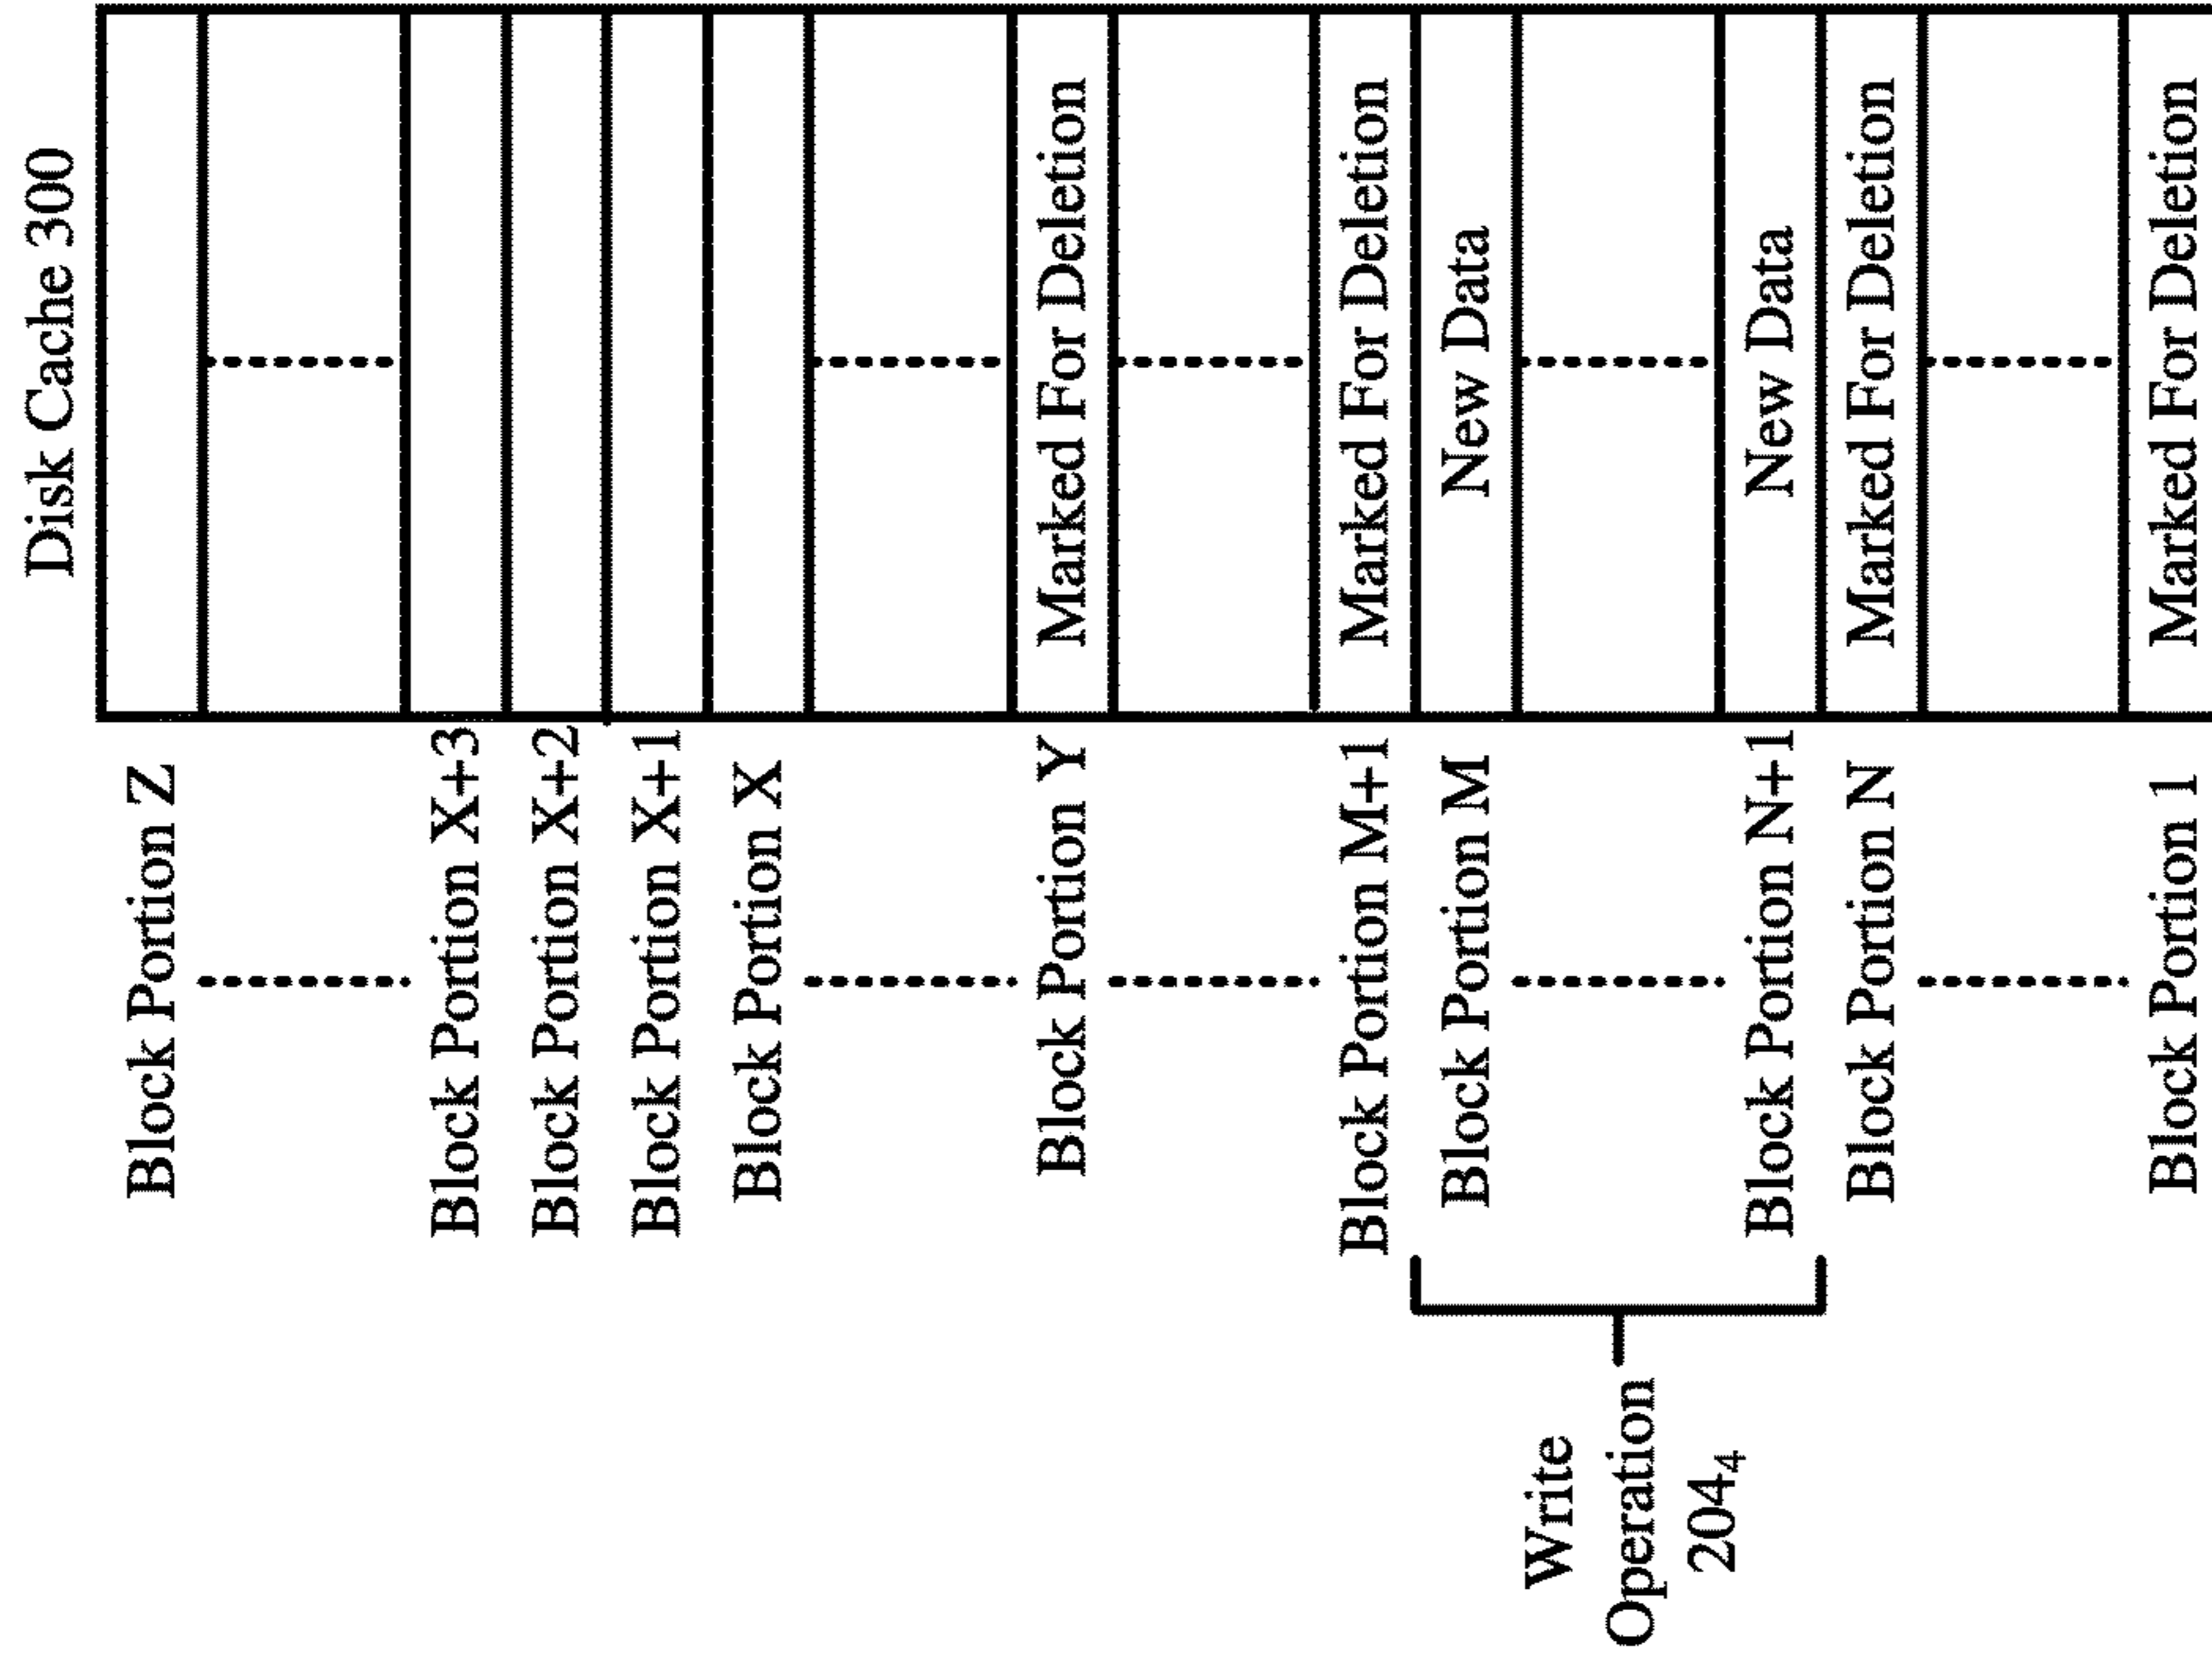 Disk Cache 300
Block Portion Z
Block Portion X+3
Block Portion X+2
Block Portion X+1
Block Portion X
Block Portion Y Marked For Deletion
Block Portion M+1 Marked For Deletion
Block Portion M New Data
Write
Operation
204₄
Block Portion N+1 New Data
Block Portion N Marked For Deletion
Block Portion 1 Marked For Deletion